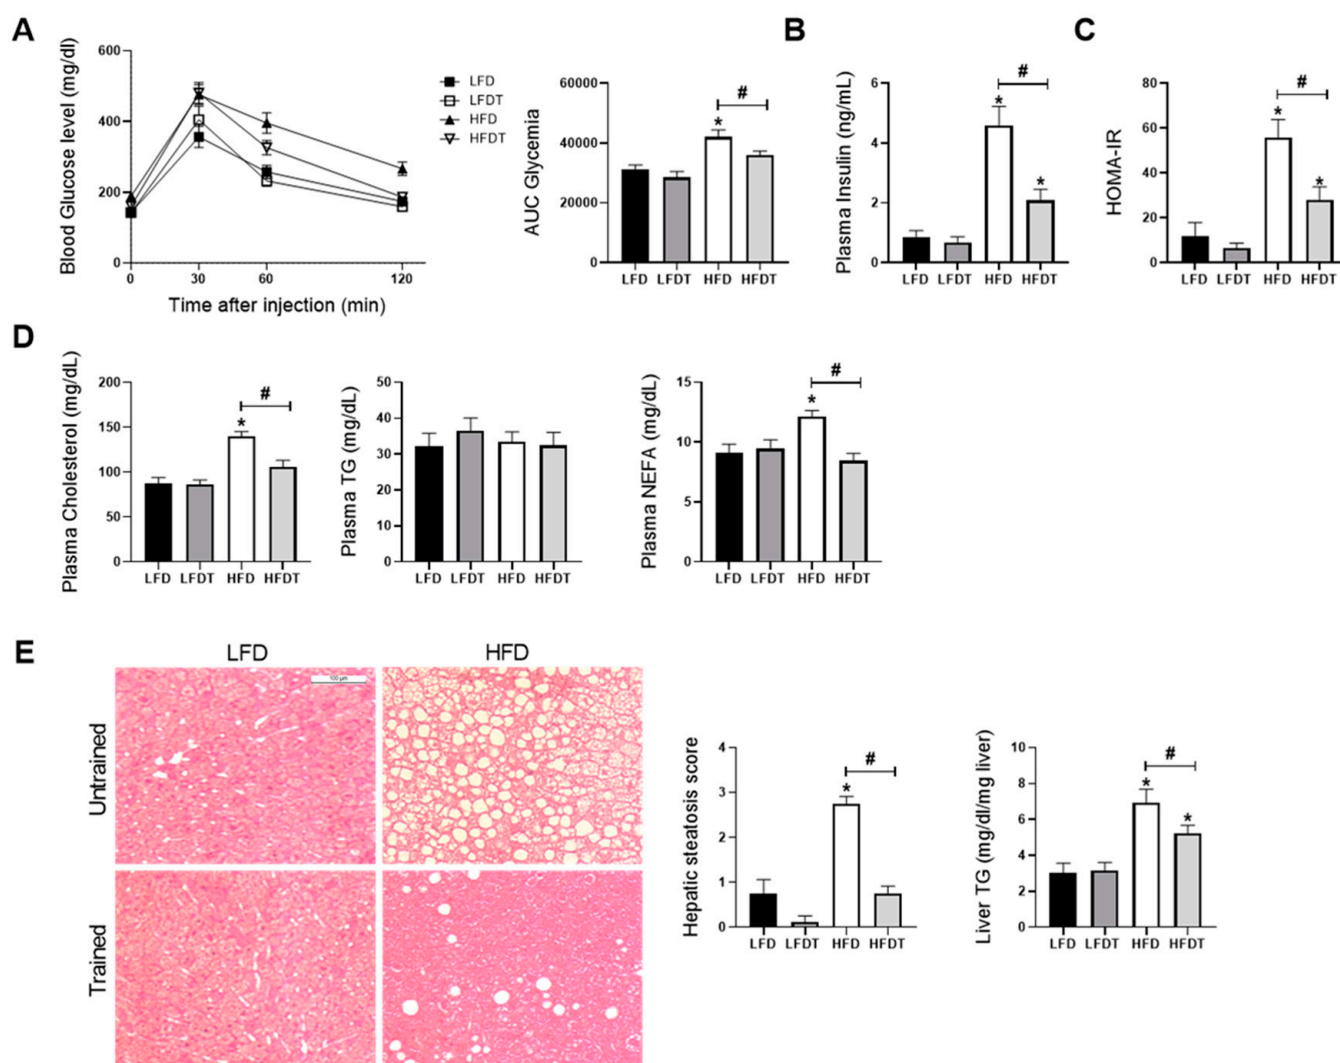 A
Blood Glucose level (mg/dl)
600
400
200
0
0 30 60 120
Time after injection (min)
LFD
LFDT
HFD
HFDT
AUC Glycemia
60000
40000
20000
0
*
#
LFD LFDT HFD HFDT
B
Plasma Insulin (ng/mL)
6
4
2
0
*
#
*
LFD LFDT HFD HFDT
C
HOMA-IR
80
60
40
20
0
*
#
*
LFD LFDT HFD HFDT
D
Plasma Cholesterol (mg/dL)
200
150
100
50
0
*
#
LFD LFDT HFD HFDT
Plasma TG (mg/dL)
50
40
30
20
10
0
LFD LFDT HFD HFDT
Plasma NEFA (mg/dL)
15
10
5
0
*
#
LFD LFDT HFD HFDT
E
LFD HFD
Untrained
Trained
100 µm
Hepatic steatosis score
4
3
2
1
0
*
#
LFD LFDT HFD HFDT
Liver TG (mg/dl/mg liver)
10
8
6
4
2
0
*
#
*
LFD LFDT HFD HFDT